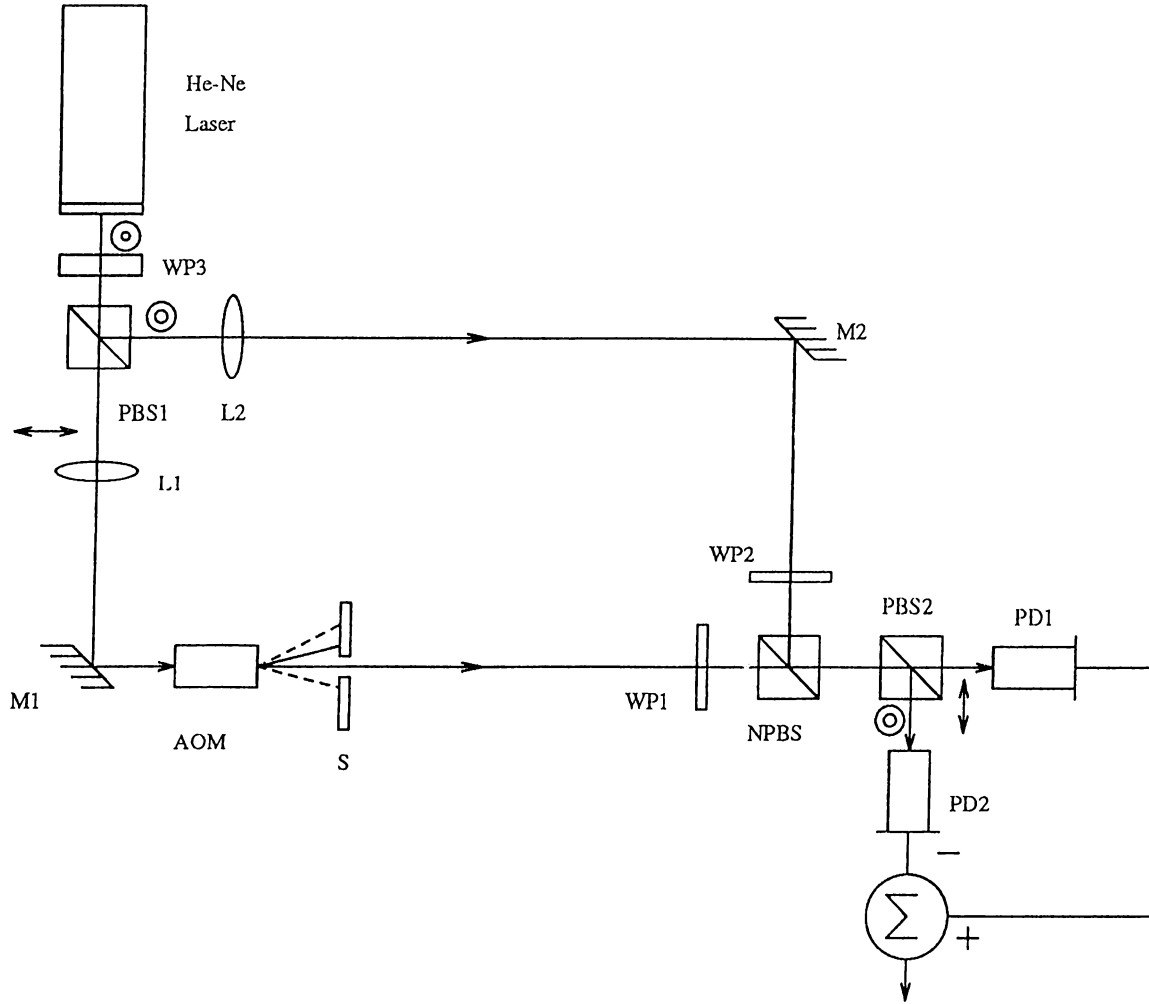 He-Ne
Laser
WP3
M2
PBS1
L2
L1
WP2
PBS2
PD1
M1
AOM
S
WP1
NPBS
PD2
−
Σ
+